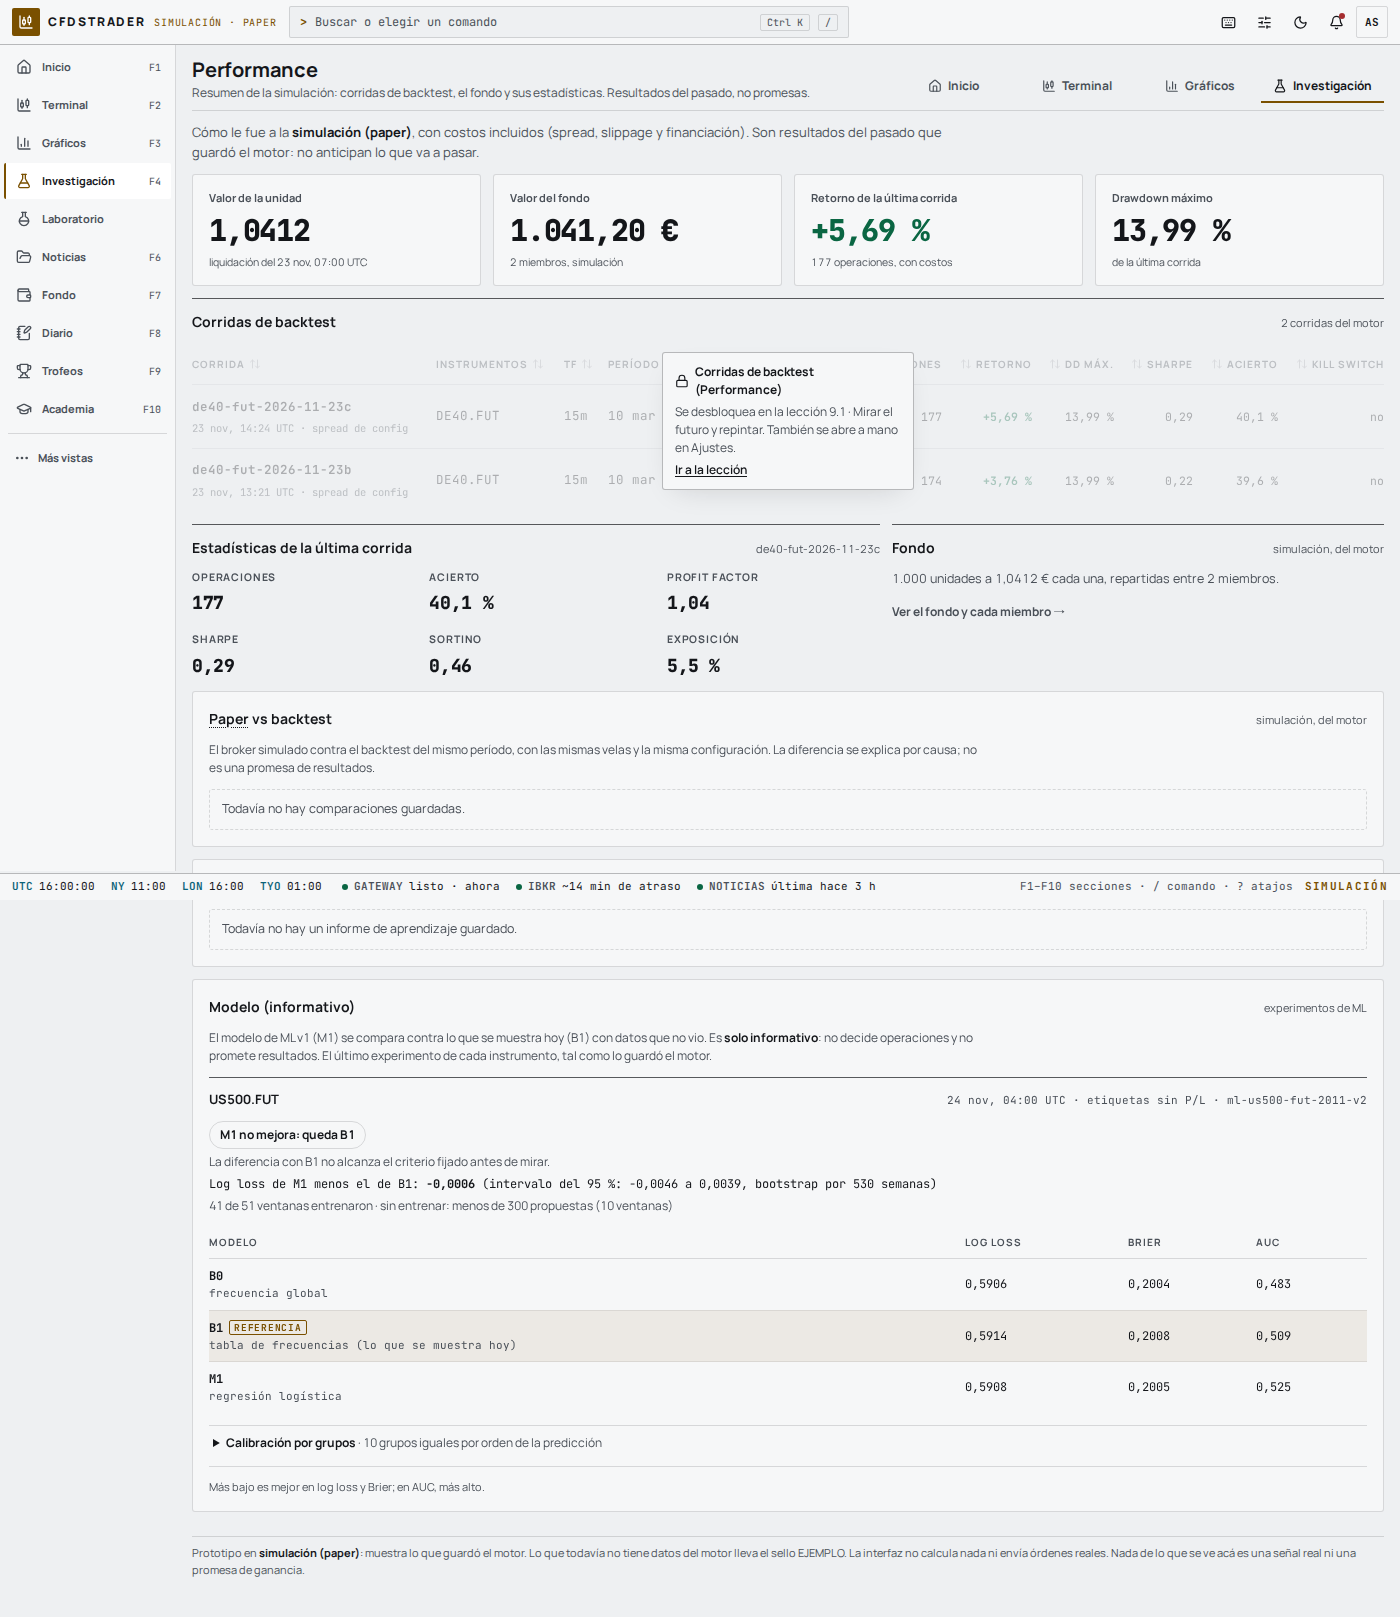 CFDSTRADER SIMULACIÓN · PAPER
> Buscar o elegir un comando
Ctrl K /
AS
Inicio F1
Terminal F2
Gráficos F3
Investigación F4
Laboratorio
Noticias F6
Fondo F7
Diario F8
Trofeos F9
Academia F10
Más vistas
Performance
Resumen de la simulación: corridas de backtest, el fondo y sus estadísticas. Resultados del pasado, no promesas.
Inicio Terminal Gráficos Investigación
Cómo le fue a la simulación (paper), con costos incluidos (spread, slippage y financiación). Son resultados del pasado que
guardó el motor: no anticipan lo que va a pasar.
Valor de la unidad
1,0412
liquidación del 23 nov, 07:00 UTC
Valor del fondo
1.041,20 €
2 miembros, simulación
Retorno de la última corrida
+5,69 %
177 operaciones, con costos
Drawdown máximo
13,99 %
de la última corrida
Corridas de backtest
2 corridas del motor
CORRIDA INSTRUMENTOS TF PERÍODO ONES RETORNO DD MÁX. SHARPE ACIERTO KILL SWITCH
de40-fut-2026-11-23c
23 nov, 14:24 UTC · spread de config
DE40.FUT 15m 10 mar 177 +5,69 % 13,99 % 0,29 40,1 % no
de40-fut-2026-11-23b
23 nov, 13:21 UTC · spread de config
DE40.FUT 15m 10 mar 174 +3,76 % 13,99 % 0,22 39,6 % no
Corridas de backtest
(Performance)
Se desbloquea en la lección 9.1 · Mirar el
futuro y repintar. También se abre a mano
en Ajustes.
Ir a la lección
Estadísticas de la última corrida
de40-fut-2026-11-23c
OPERACIONES
177
ACIERTO
40,1 %
PROFIT FACTOR
1,04
SHARPE
0,29
SORTINO
0,46
EXPOSICIÓN
5,5 %
Fondo
simulación, del motor
1.000 unidades a 1,0412 € cada una, repartidas entre 2 miembros.
Ver el fondo y cada miembro →
Paper vs backtest
simulación, del motor
El broker simulado contra el backtest del mismo período, con las mismas velas y la misma configuración. La diferencia se explica por causa; no
es una promesa de resultados.
Todavía no hay comparaciones guardadas.
UTC 16:00:00 NY 11:00 LON 16:00 TYO 01:00 GATEWAY listo · ahora IBKR ~14 min de atraso NOTICIAS última hace 3 h
F1–F10 secciones · / comando · ? atajos SIMULACIÓN
Todavía no hay un informe de aprendizaje guardado.
Modelo (informativo)
experimentos de ML
El modelo de ML v1 (M1) se compara contra lo que se muestra hoy (B1) con datos que no vio. Es solo informativo: no decide operaciones y no
promete resultados. El último experimento de cada instrumento, tal como lo guardó el motor.
US500.FUT
24 nov, 04:00 UTC · etiquetas sin P/L · ml-us500-fut-2011-v2
M1 no mejora: queda B1
La diferencia con B1 no alcanza el criterio fijado antes de mirar.
Log loss de M1 menos el de B1: -0,0006 (intervalo del 95 %: -0,0046 a 0,0039, bootstrap por 530 semanas)
41 de 51 ventanas entrenaron · sin entrenar: menos de 300 propuestas (10 ventanas)
MODELO LOG LOSS BRIER AUC
B0
frecuencia global
0,5906 0,2004 0,483
B1 REFERENCIA
tabla de frecuencias (lo que se muestra hoy)
0,5914 0,2008 0,509
M1
regresión logística
0,5908 0,2005 0,525
Calibración por grupos · 10 grupos iguales por orden de la predicción
Más bajo es mejor en log loss y Brier; en AUC, más alto.
Prototipo en simulación (paper): muestra lo que guardó el motor. Lo que todavía no tiene datos del motor lleva el sello EJEMPLO. La interfaz no calcula nada ni envía órdenes reales. Nada de lo que se ve acá es una señal real ni una
promesa de ganancia.